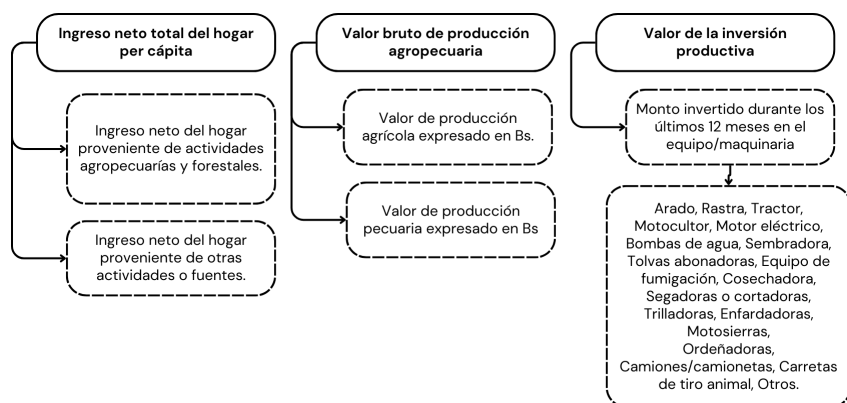 Ingreso neto total del hogar
per cápita
Ingreso neto del hogar
proveniente de actividades
agropecuarías y forestales.
Ingreso neto del hogar
proveniente de otras
actividades o fuentes.
Valor bruto de producción
agropecuaria
Valor de producción
agrícola expresado en Bs.
Valor de producción
pecuaria expresado en Bs
Valor de la inversión
productiva
Monto invertido durante los
últimos 12 meses en el
equipo/maquinaria
Arado, Rastra, Tractor,
Motocultor, Motor eléctrico,
Bombas de agua, Sembradora,
Tolvas abonadoras, Equipo de
fumigación, Cosechadora,
Segadoras o cortadoras,
Trilladoras, Enfardadoras,
Motosierras,
Ordeñadoras,
Camiones/camionetas, Carretas
de tiro animal, Otros.